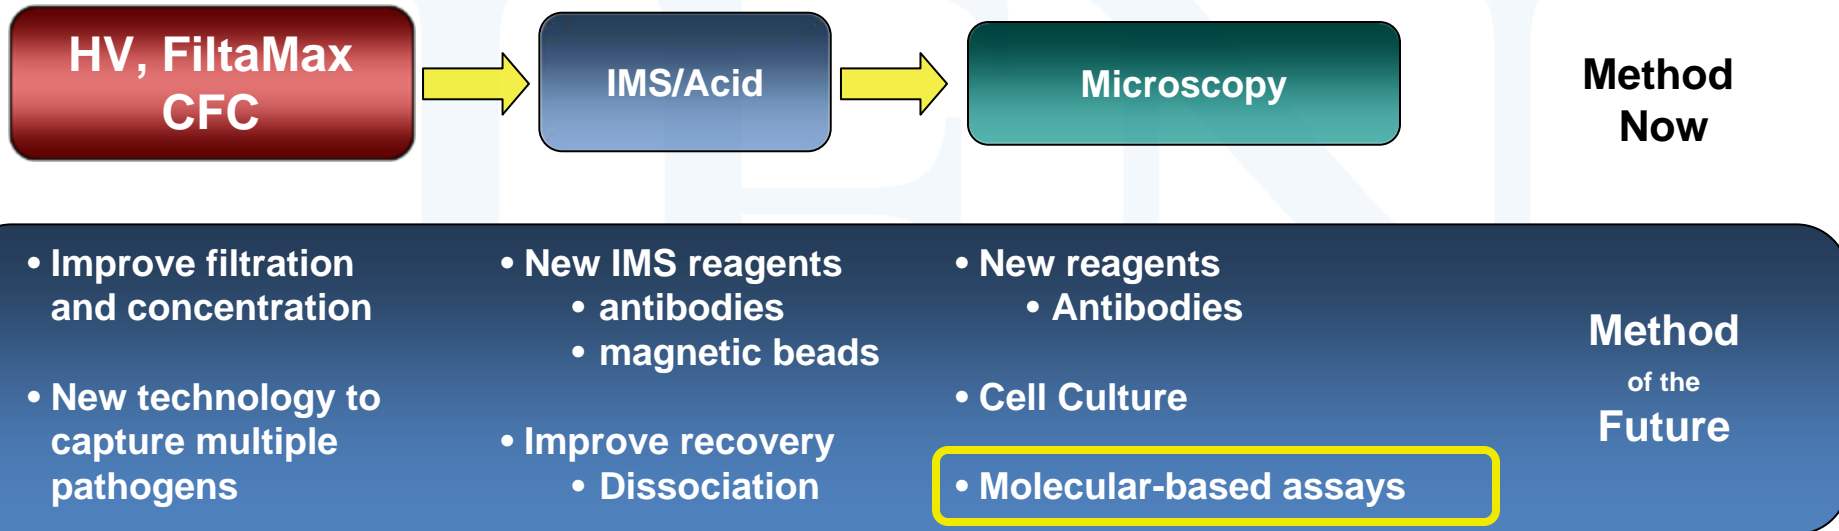 HV, FiltaMax
CFC
IMS/Acid
Microscopy
Method
Now
• Improve filtration
and concentration
• New technology to
capture multiple
pathogens
• New IMS reagents
• antibodies
• magnetic beads
• Improve recovery
• Dissociation
• New reagents
• Antibodies
• Cell Culture
• Molecular-based assays
Method
of the
Future